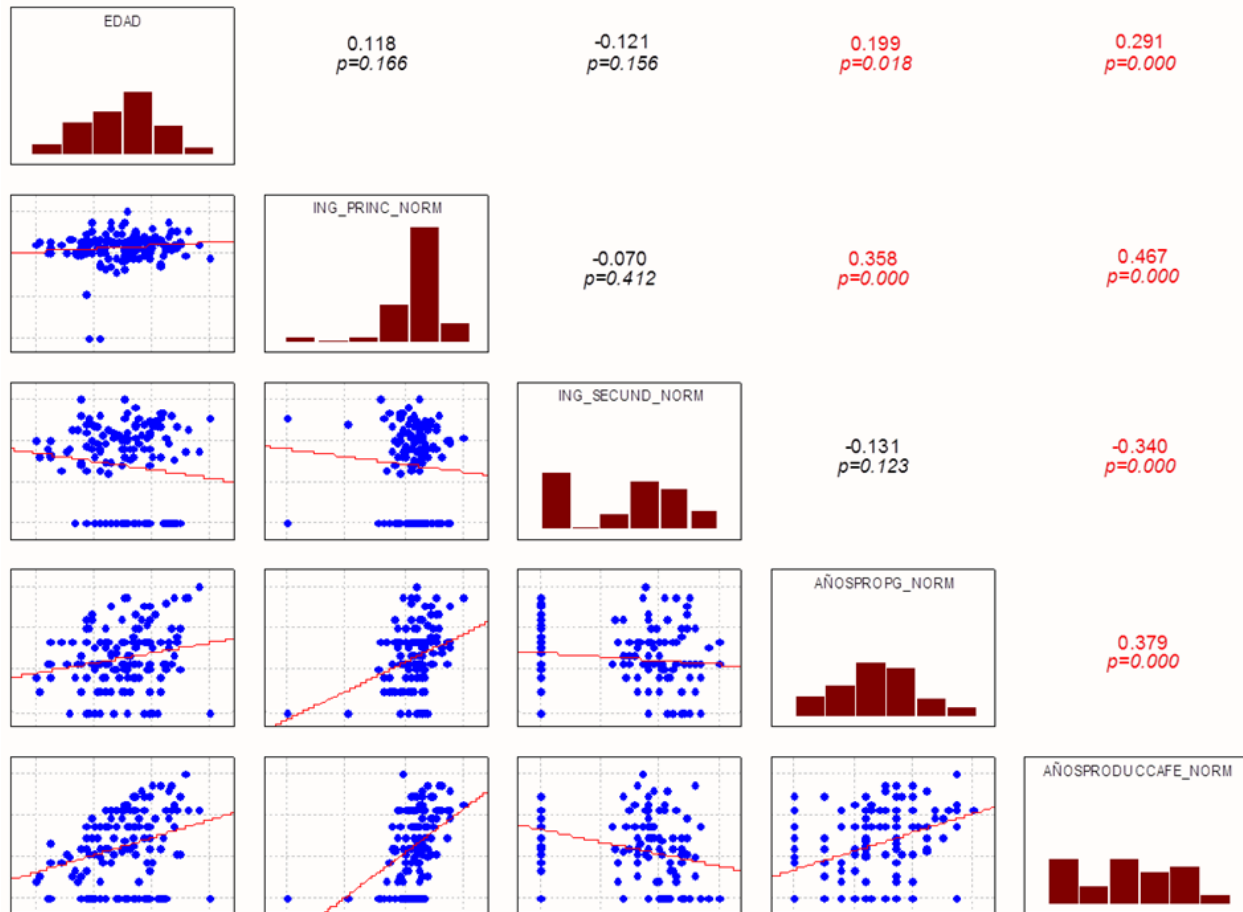 EDAD
0.118
p=0.166
-0.121
p=0.156
0.199
p=0.018
0.291
p=0.000
ING_PRINC_NORM
-0.070
p=0.412
0.358
p=0.000
0.467
p=0.000
ING_SECUND_NORM
-0.131
p=0.123
-0.340
p=0.000
AÑOSPROPG_NORM
0.379
p=0.000
AÑOSPRODUCCAFE_NORM